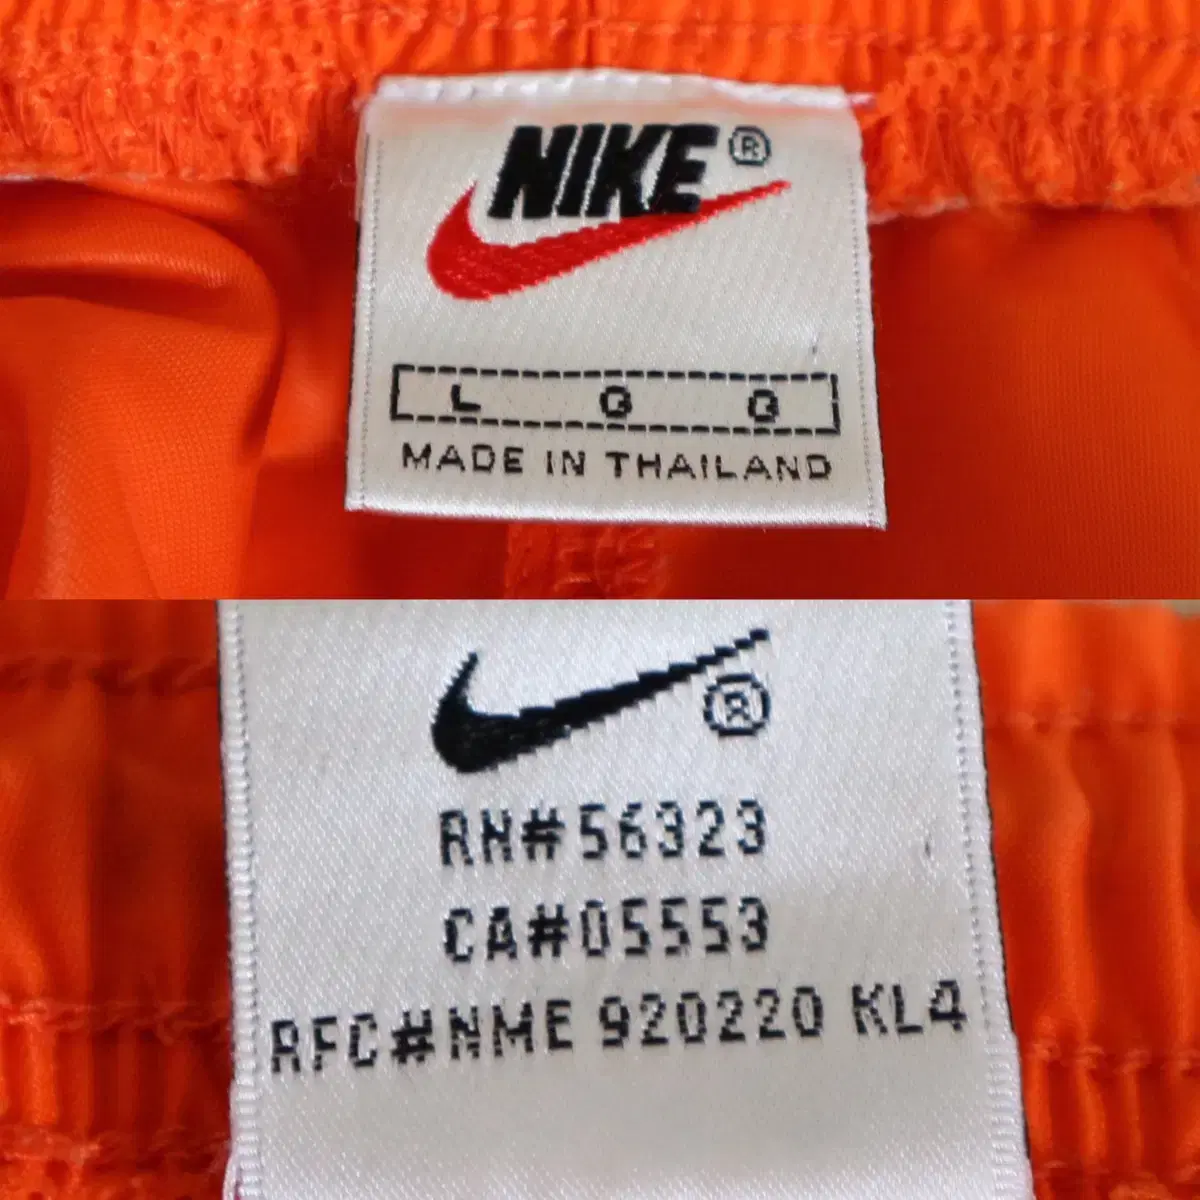 NIKE®
L G G
MADE IN THAILAND
®
RN#56323
CA#05553
RFC#NME 920220 KL4